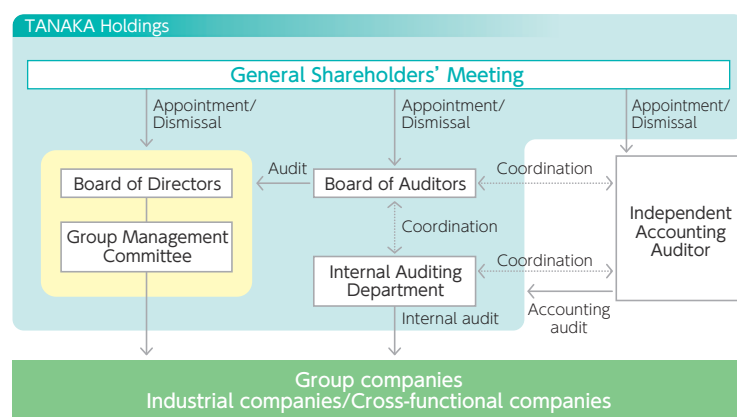 TANAKA Holdings
General Shareholders’ Meeting
Appointment/
Dismissal
Appointment/
Dismissal
Appointment/
Dismissal
Board of Directors
Audit
Board of Auditors
Coordination
Independent
Accounting
Auditor
Group Management
Committee
Coordination
Internal Auditing
Department
Coordination
Internal audit
Accounting
audit
Group companies
Industrial companies/Cross-functional companies